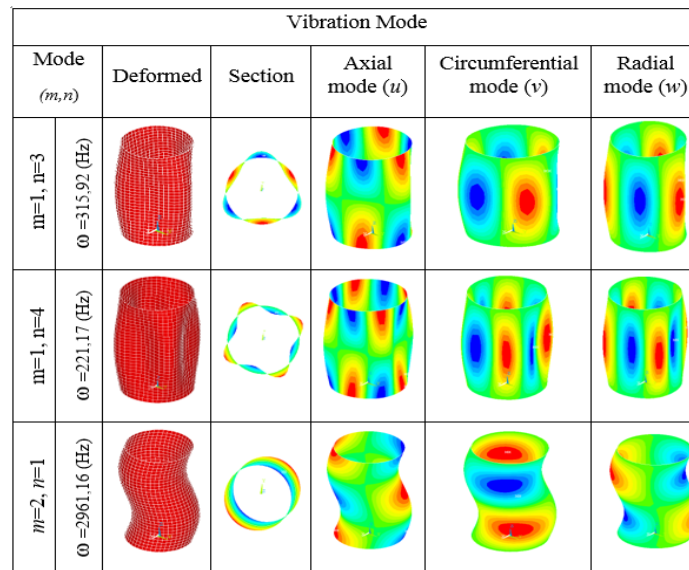 Vibration Mode
Mode
(m,n)
Deformed
Section
Axial
mode (u)
Circumferential
mode (v)
Radial
mode (w)
m=1, n=3
ω =315.92 (Hz)
m=1, n=4
ω =221.17 (Hz)
m=2, n=1
ω =2961.16 (Hz)